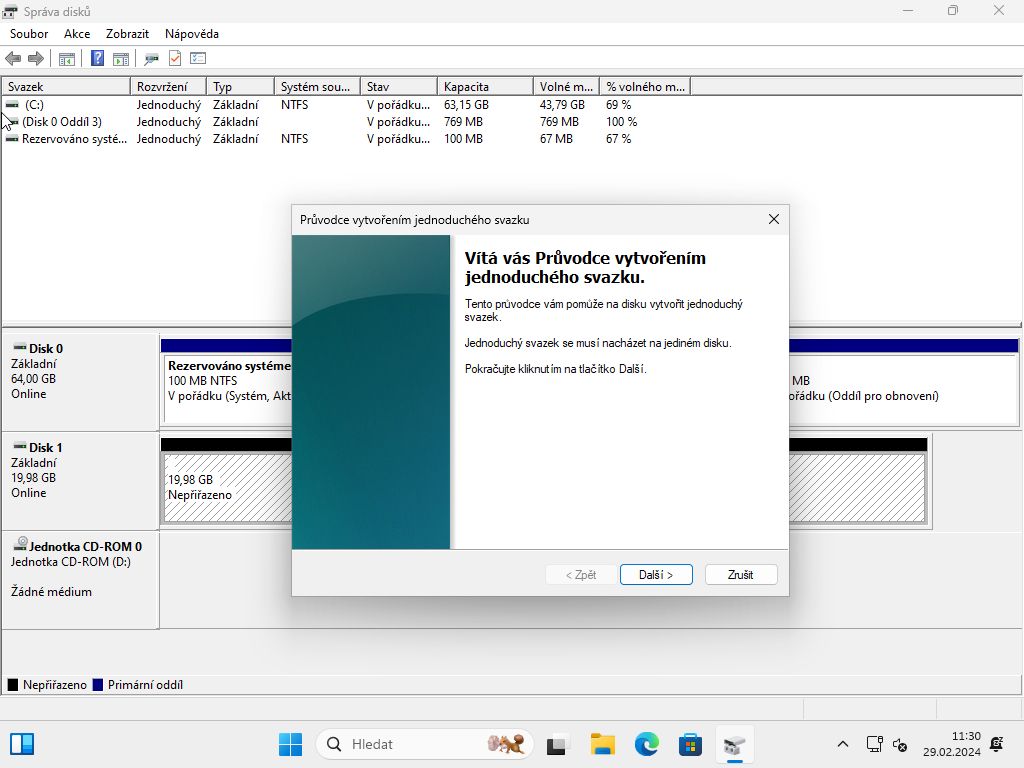 Správa disků
Soubor Akce Zobrazit Nápověda
Svazek Rozvržení Typ Systém sou... Stav Kapacita Volné m... % volného m...
(C:) Jednoduchý Základní NTFS V pořádku... 63,15 GB 43,79 GB 69 %
(Disk 0 Oddíl 3) Jednoduchý Základní V pořádku... 769 MB 769 MB 100 %
Rezervováno systé... Jednoduchý Základní NTFS V pořádku... 100 MB 67 MB 67 %
Průvodce vytvořením jednoduchého svazku
Vítá vás Průvodce vytvořením
jednoduchého svazku.
Tento průvodce vám pomůže na disku vytvořit jednoduchý
svazek.
Jednoduchý svazek se musí nacházet na jediném disku.
Pokračujte kliknutím na tlačítko Další.
< Zpět Další > Zrušit
Disk 0
Základní
64,00 GB
Online
Rezervováno systéme
100 MB NTFS
V pořádku (Systém, Akt
MB
ořádku (Oddíl pro obnovení)
Disk 1
Základní
19,98 GB
Online
19,98 GB
Nepřiřazeno
Jednotka CD-ROM 0
Jednotka CD-ROM (D:)
Žádné médium
Nepřiřazeno Primární oddíl
Hledat
11:30
29.02.2024